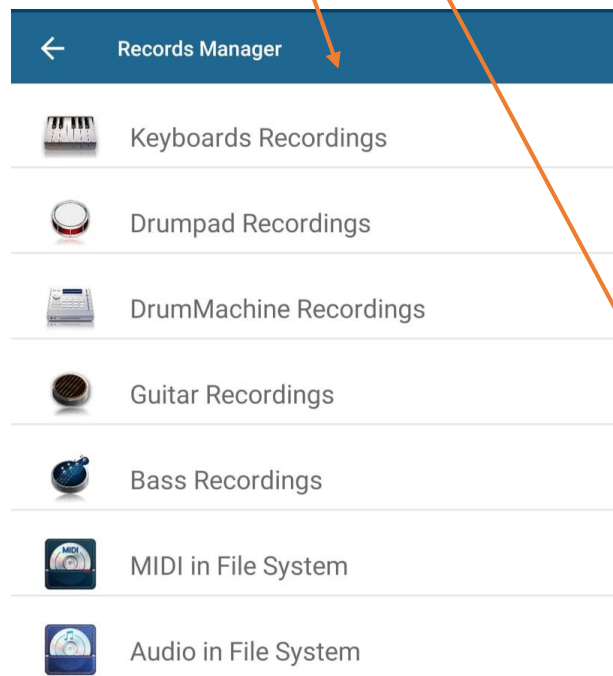 Records Manager
Keyboards Recordings
Drumpad Recordings
DrumMachine Recordings
Guitar Recordings
Bass Recordings
MIDI
MIDI in File System
Audio in File System